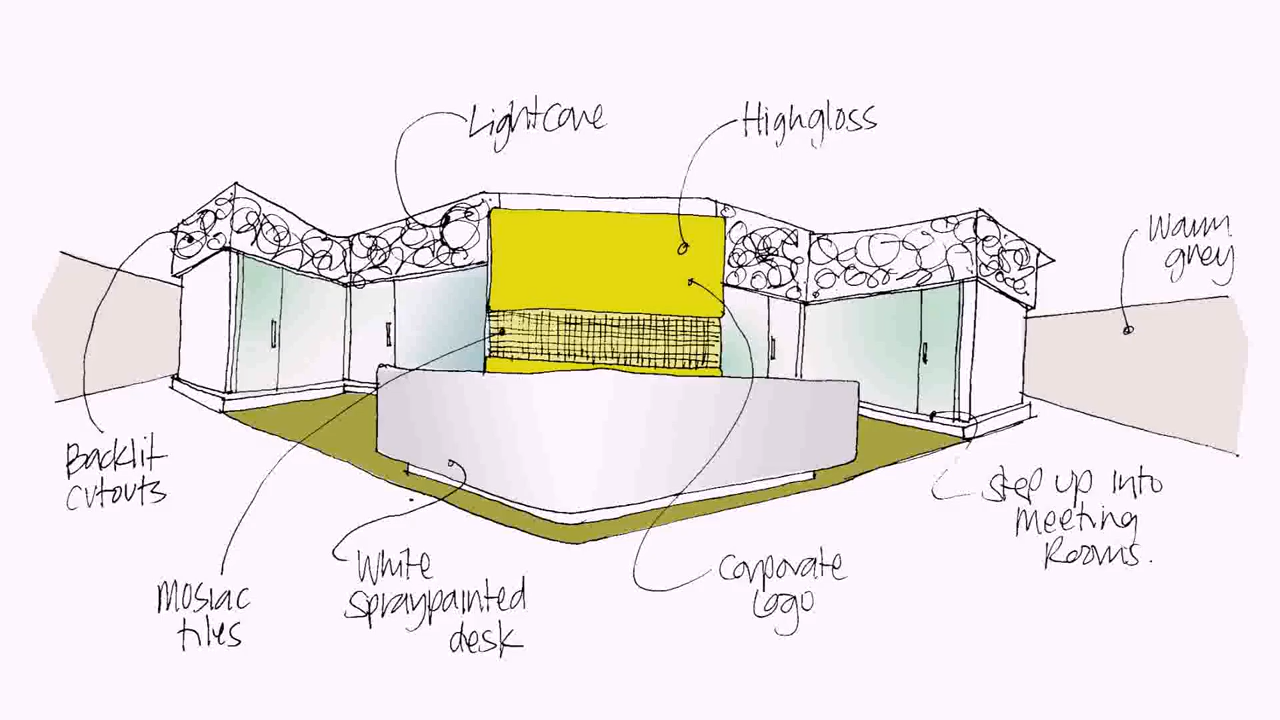 Lightcove
Highgloss
Warm
grey
Backlit
cutouts
Step up into
Meeting
Rooms.
White
Spraypainted
desk
Corporate
Logo
Mosiac
tiles